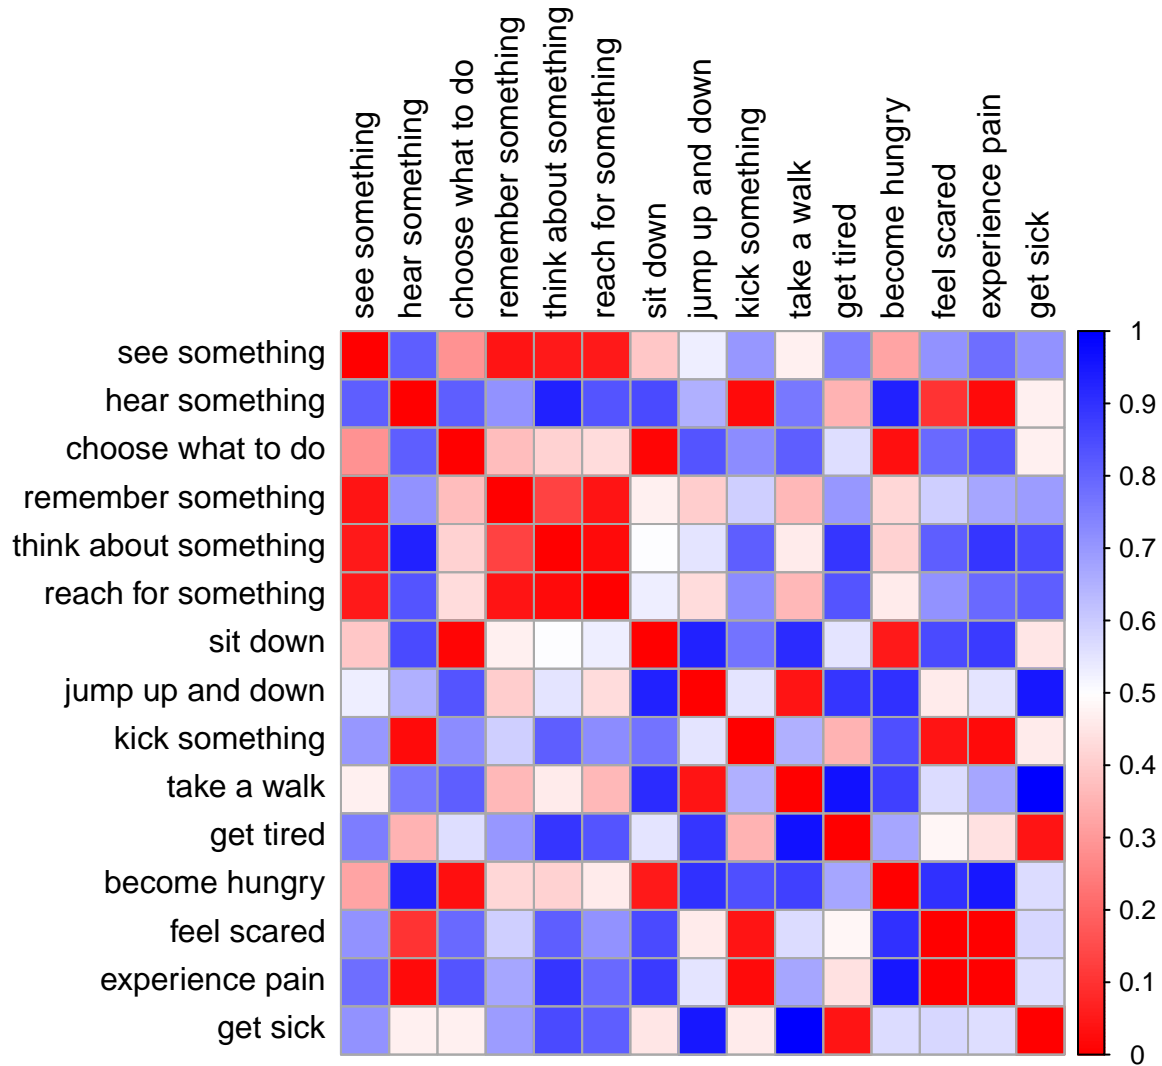 see something
hear something
choose what to do
remember something
think about something
reach for something
sit down
jump up and down
kick something
take a walk
get tired
become hungry
feel scared
experience pain
get sick
see something
hear something
choose what to do
remember something
think about something
reach for something
sit down
jump up and down
kick something
take a walk
get tired
become hungry
feel scared
experience pain
get sick
1
0.9
0.8
0.7
0.6
0.5
0.4
0.3
0.2
0.1
0